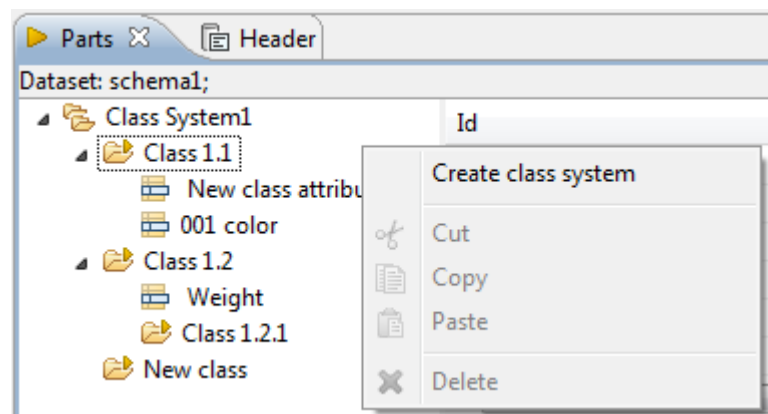 Parts Header
Dataset: schema1;
Class System1
Id
Class 1.1
Create class system
New class attribu
001 color
Cut
Class 1.2
Copy
Weight
Paste
Class 1.2.1
New class
Delete